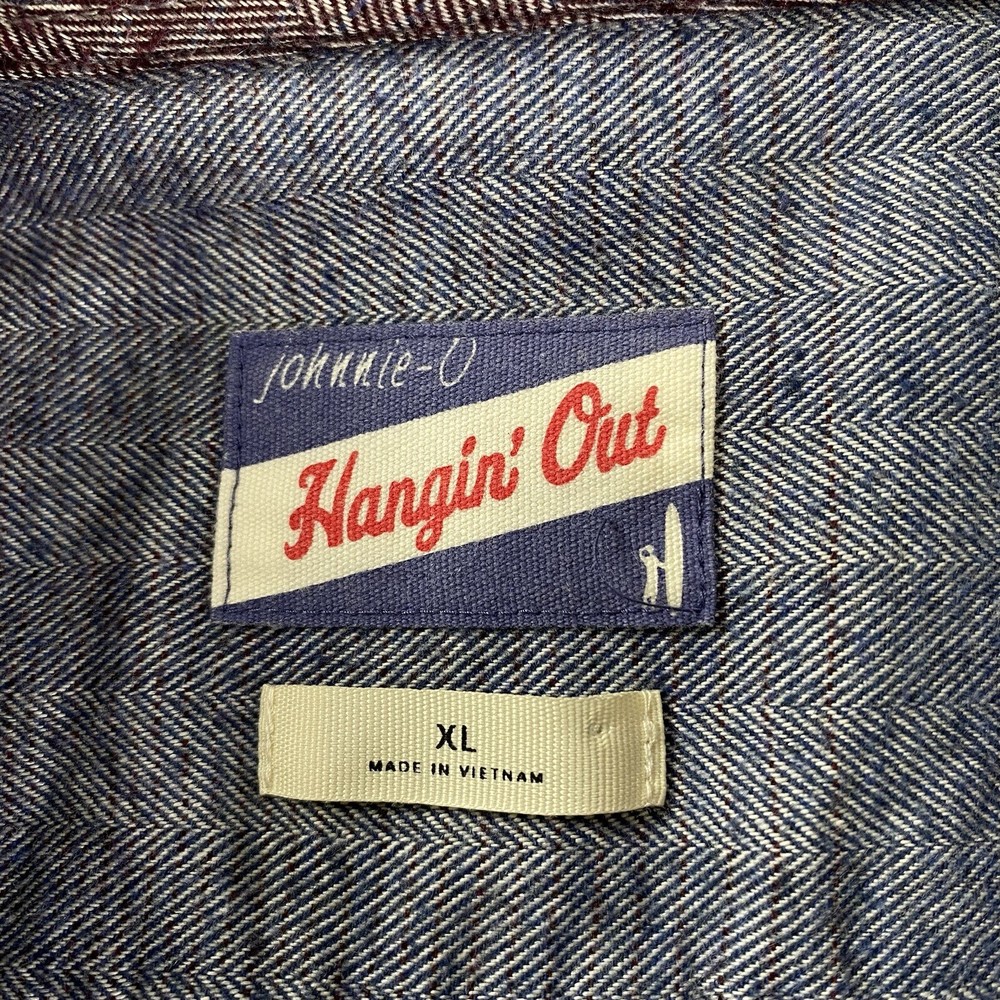 johnnie-O
Hangin' Out
XL
MADE IN VIETNAM